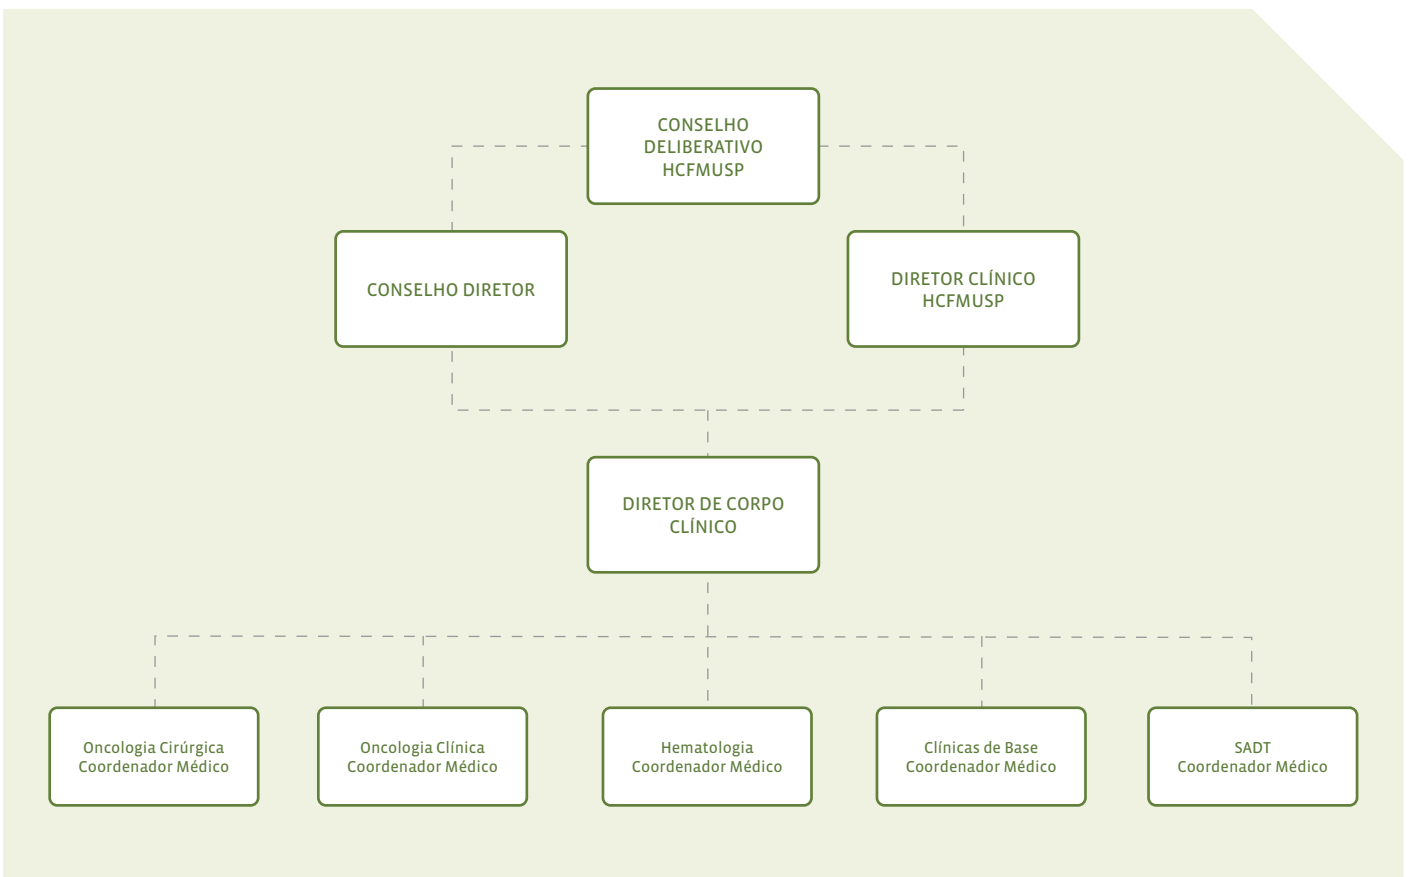 CONSELHO
DELIBERATIVO
HCFMUSP
CONSELHO DIRETOR
DIRETOR CLÍNICO
HCFMUSP
DIRETOR DE CORPO
CLÍNICO
Oncologia Cirúrgica
Coordenador Médico
Oncologia Clínica
Coordenador Médico
Hematologia
Coordenador Médico
Clínicas de Base
Coordenador Médico
SADT
Coordenador Médico